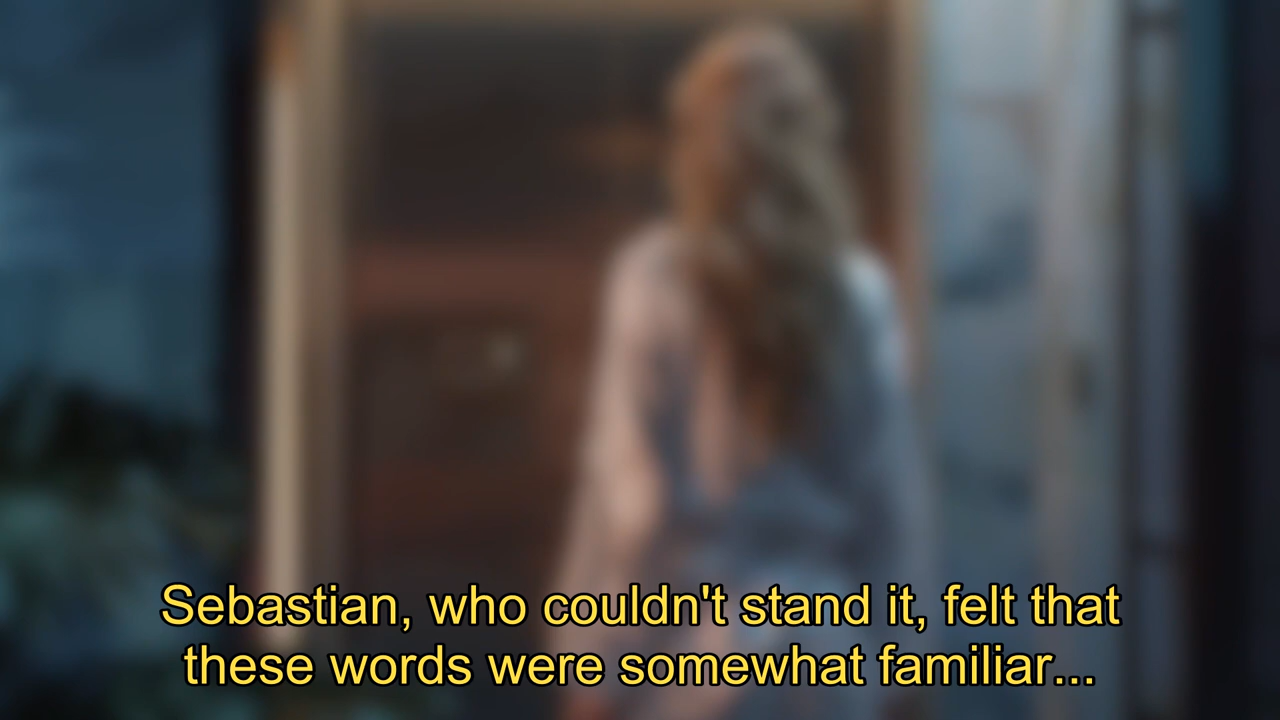 Sebastian, who couldn't stand it, felt that
these words were somewhat familiar...